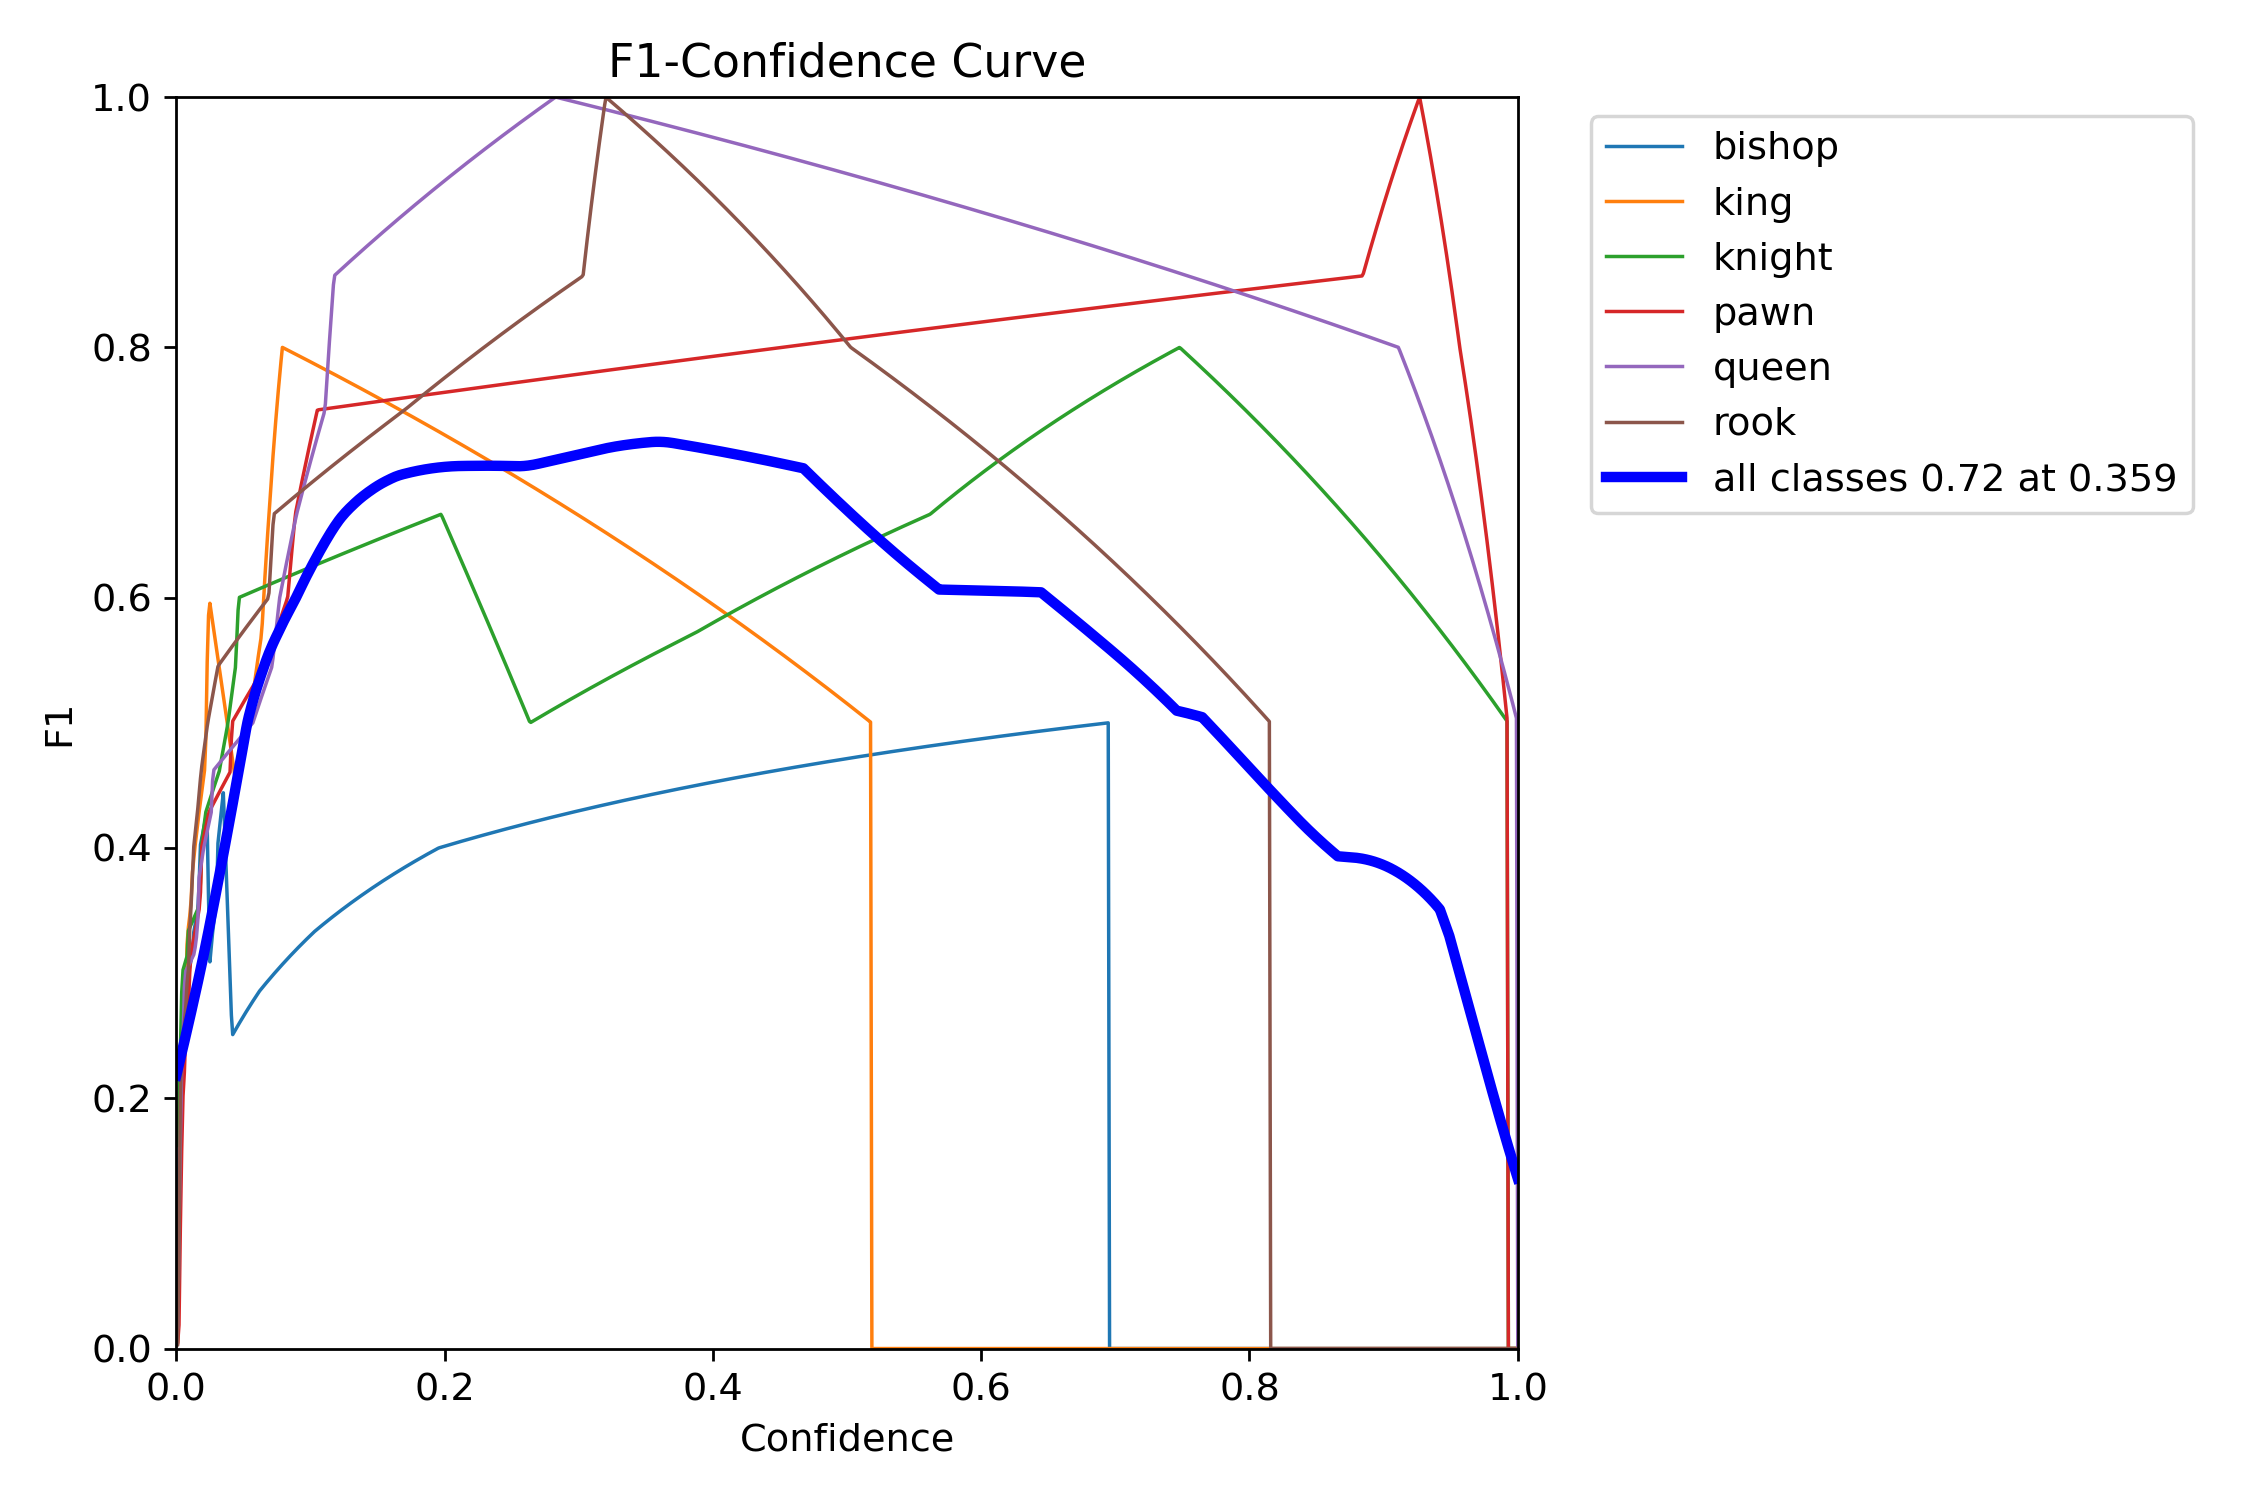 F1-Confidence Curve
1.0
0.8
0.6
0.4
0.2
0.0
F1
0.0 0.2 0.4 0.6 0.8 1.0
Confidence
bishop
king
knight
pawn
queen
rook
all classes 0.72 at 0.359